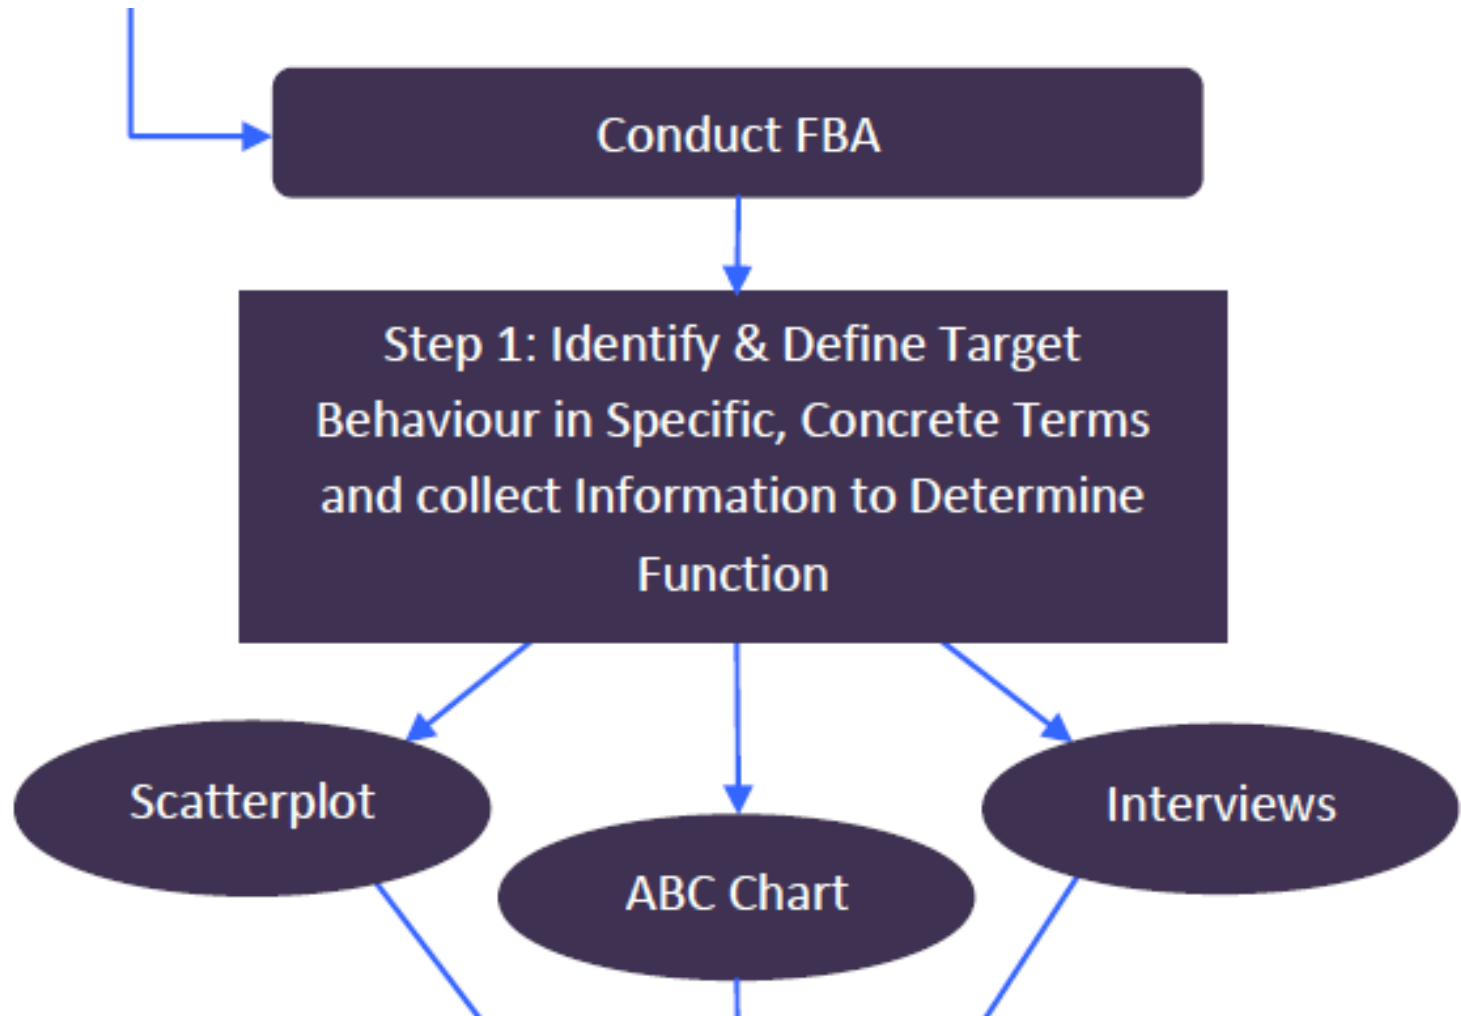 Conduct FBA
Step 1: Identify & Define Target
Behaviour in Specific, Concrete Terms
and collect Information to Determine
Function
Scatterplot
Interviews
ABC Chart